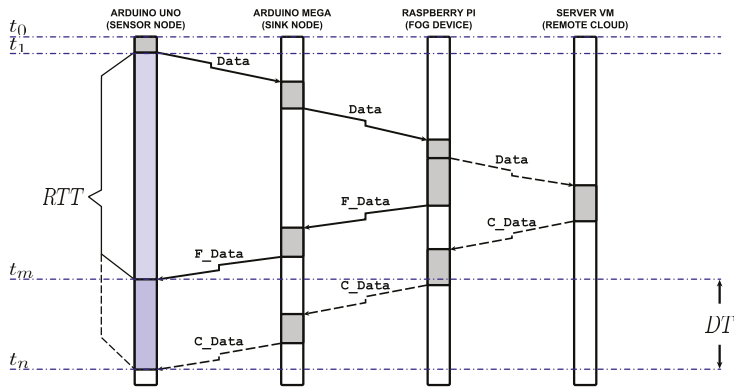 ARDUINO UNO
(SENSOR NODE)
ARDUINO MEGA
(SINK NODE)
RASPBERRY PI
(FOG DEVICE)
SERVER VM
(REMOTE CLOUD)
t0
t1
Data
Data
Data
RTT
F_Data
C_Data
F_Data
tm
C_Data
DT
C_Data
tn